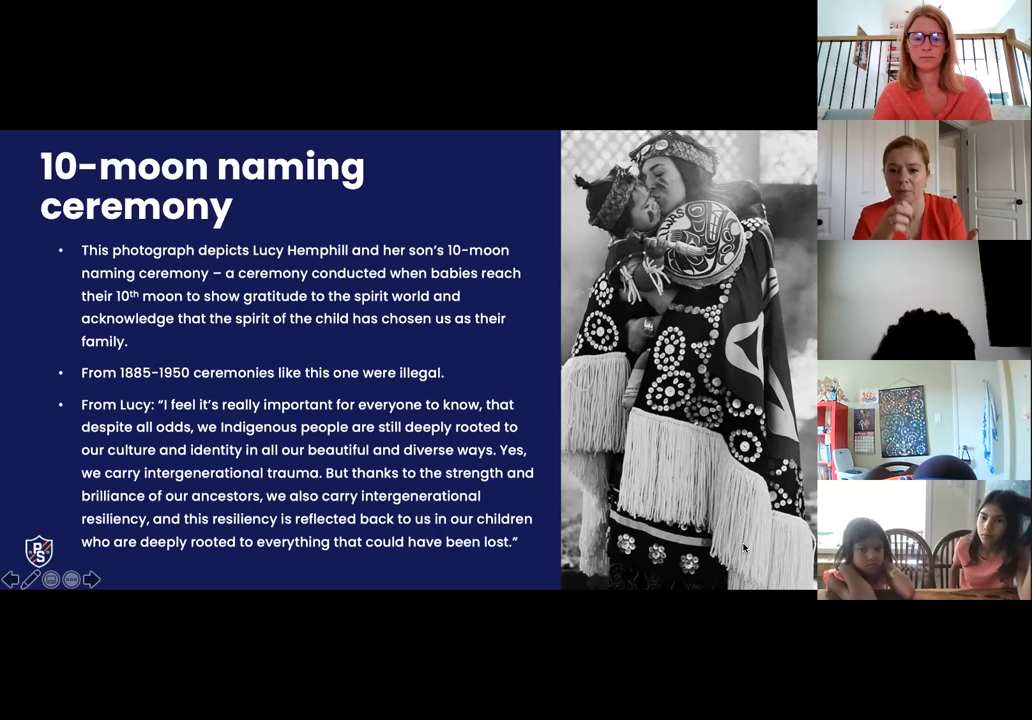 10-moon naming
ceremony
• This photograph depicts Lucy Hemphill and her son's 10-moon
naming ceremony – a ceremony conducted when babies reach
their 10th moon to show gratitude to the spirit world and
acknowledge that the spirit of the child has chosen us as their
family.
• From 1885-1950 ceremonies like this one were illegal.
• From Lucy: “I feel it's really important for everyone to know, that
despite all odds, we Indigenous people are still deeply rooted to
our culture and identity in all our beautiful and diverse ways. Yes,
we carry intergenerational trauma. But thanks to the strength and
brilliance of our ancestors, we also carry intergenerational
resiliency, and this resiliency is reflected back to us in our children
who are deeply rooted to everything that could have been lost.”
PS